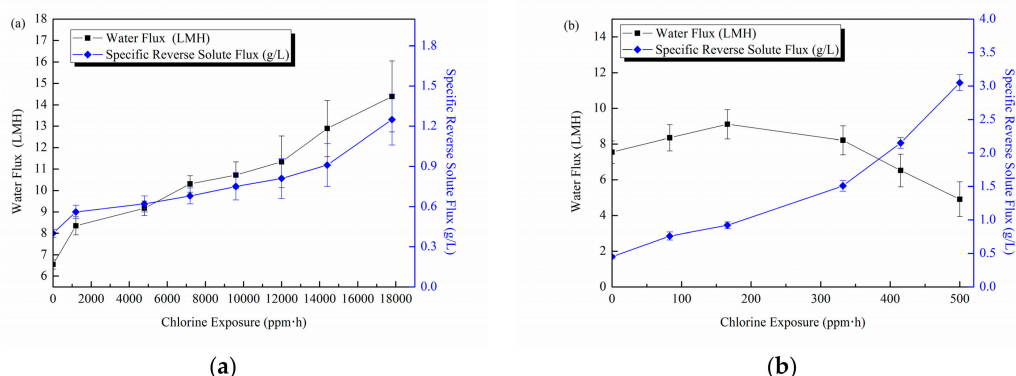 (a)
18
17
16
15
14
13
12
11
10
9
8
7
6
Water Flux (LMH)
Water Flux (LMH)
Specific Reverse Solute Flux(g/L)
1.8
1.5
1.2
0.9
0.6
0.3
0.0
Specific Reverse Solute Flux (g/L)
0 2000 4000 6000 8000 10000 12000 14000 16000 18000
Chlorine Exposure (ppm·h)
(a)
(b)
14
12
10
8
6
4
2
0
Water Flux (LMH)
Water Flux (LMH)
Specific Reverse Solute Flux(g/L)
4.0
3.5
3.0
2.5
2.0
1.5
1.0
0.5
0.0
Specific Reverse Solute Flux (g/L)
0 100 200 300 400 500
Chlorine Exposure (ppm·h)
(b)